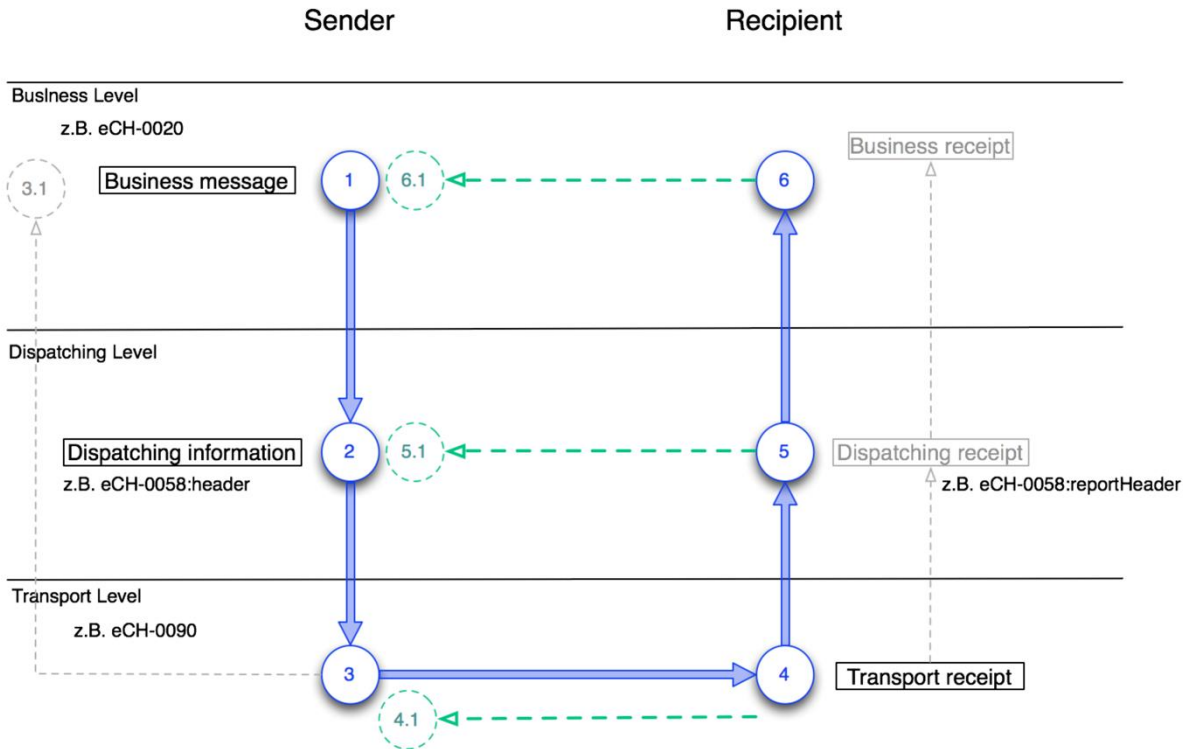 Sender
Recipient
Business Level
z.B. eCH-0020
Business receipt
3.1
Business message
1
6.1
6
Dispatching Level
Dispatching information
2
5.1
5
Dispatching receipt
z.B. eCH-0058:header
z.B. eCH-0058:reportHeader
Transport Level
z.B. eCH-0090
3
4
Transport receipt
4.1